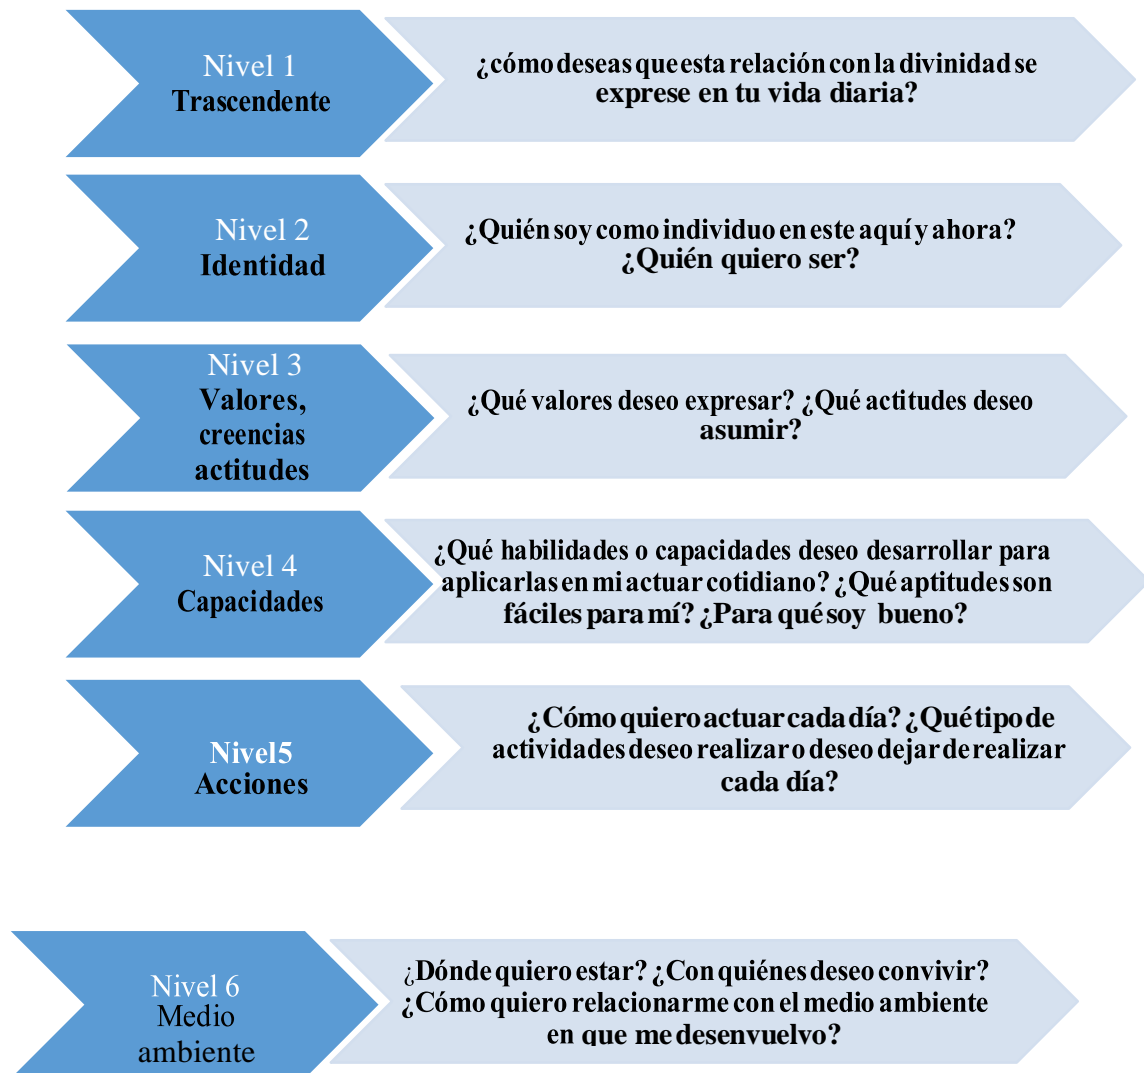 Nivel 1
Trascendente
¿cómo deseas que esta relación con la divinidad se
exprese en tu vida diaria?
Nivel 2
Identidad
¿Quién soy como individuo en este aquí y ahora?
¿Quién quiero ser?
Nivel 3
Valores,
creencias
actitudes
¿Qué valores deseo expresar? ¿Qué actitudes deseo
asumir?
Nivel 4
Capacidades
¿Qué habilidades o capacidades deseo desarrollar para
aplicarlas en mi actuar cotidiano? ¿Qué aptitudes son
fáciles para mí? ¿Para qué soy bueno?
Nivel5
Acciones
¿Cómo quiero actuar cada día? ¿Qué tipo de
actividades deseo realizar o deseo dejar de realizar
cada día?
Nivel 6
Medio
ambiente
¿Dónde quiero estar? ¿Con quiénes deseo convivir?
¿Cómo quiero relacionarme con el medio ambiente
en que me desenvuelvo?